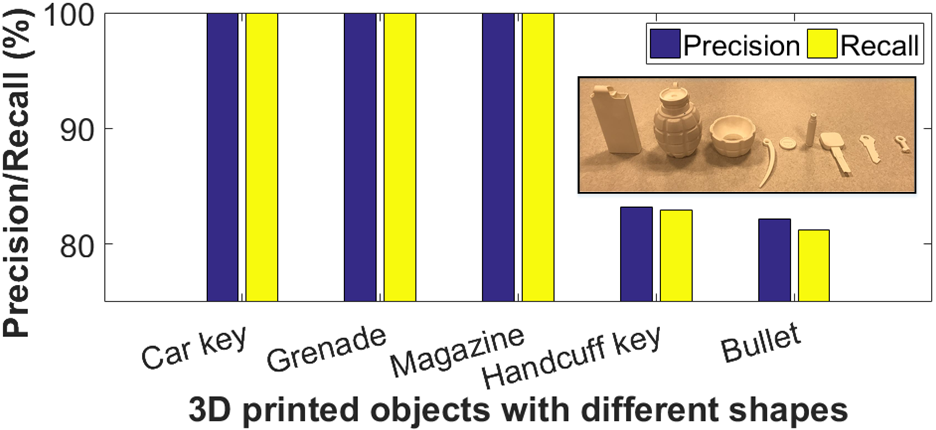 Precision/Recall (%)
100
90
80
Precision Recall
Car key
Grenade
Magazine
Handcuff key
Bullet
3D printed objects with different shapes